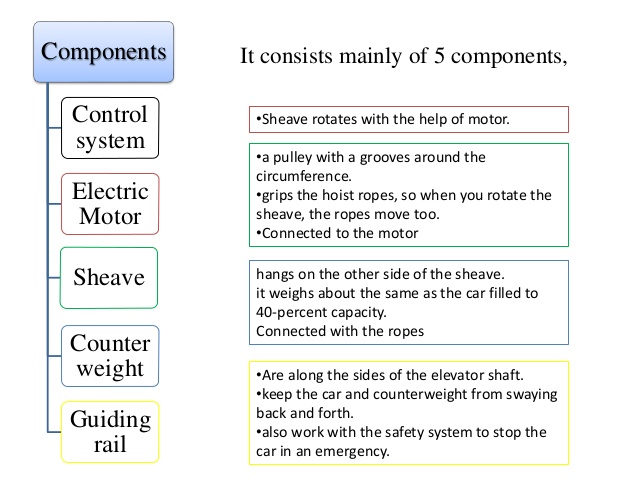 Components
It consists mainly of 5 components,
Control
system
Electric
Motor
Sheave
Counter
weight
Guiding
rail
•Sheave rotates with the help of motor.
•a pulley with a grooves around the
circumference.
•grips the hoist ropes, so when you rotate the
sheave, the ropes move too.
•Connected to the motor
hangs on the other side of the sheave.
it weighs about the same as the car filled to
40-percent capacity.
Connected with the ropes
•Are along the sides of the elevator shaft.
•keep the car and counterweight from swaying
back and forth.
•also work with the safety system to stop the
car in an emergency.